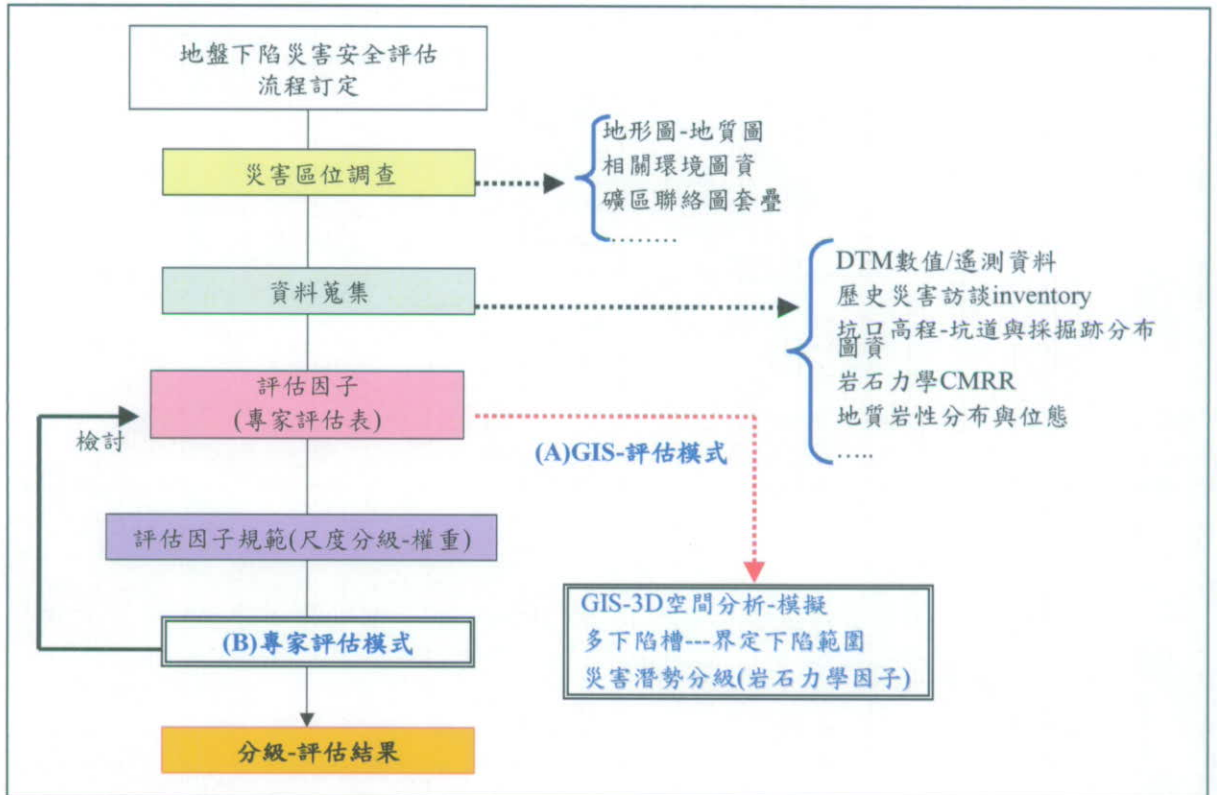 地盤下陷災害安全評估
流程訂定
災害區位調查
地形圖-地質圖
相關環境圖資
礦區聯絡圖套疊
………
資料蒐集
DTM數值/遙測資料
歷史災害訪談inventory
坑口高程-坑道與採掘跡分布
圖資
岩石力學CMRR
地質岩性分布與位態
…..
評估因子
(專家評估表)
檢討
(A)GIS-評估模式
評估因子規範(尺度分級-權重)
GIS-3D空間分析-模擬
多下陷槽---界定下陷範圍
災害潛勢分級(岩石力學因子)
(B)專家評估模式
分級-評估結果